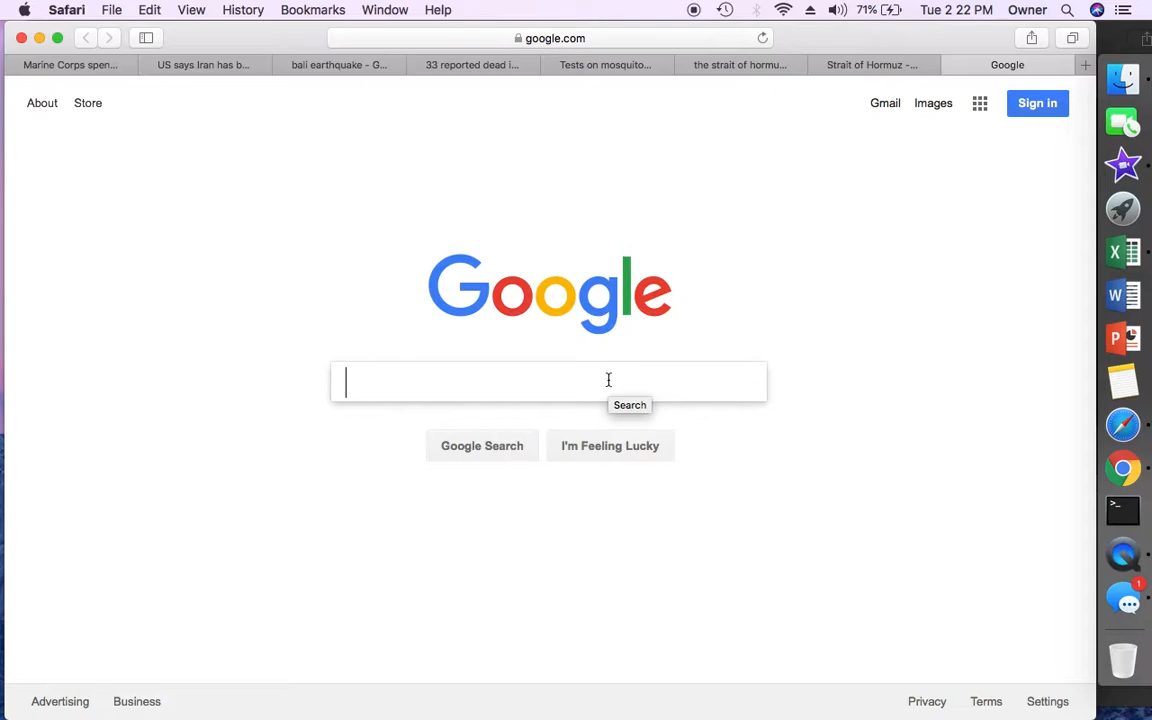 Safari File Edit View History Bookmarks Window Help 71% Tue 2 22 PM Owner
google.com
Marine Corps spen... US says Iran has b... bali earthquake - G... 33 reported dead i... Tests on mosquito... the strait of hormu... Strait of Hormuz -... Google
About Store Gmail Images Sign in
Google
Search
Google Search I'm Feeling Lucky
X
W
P
>_
1
Advertising Business Privacy Terms Settings